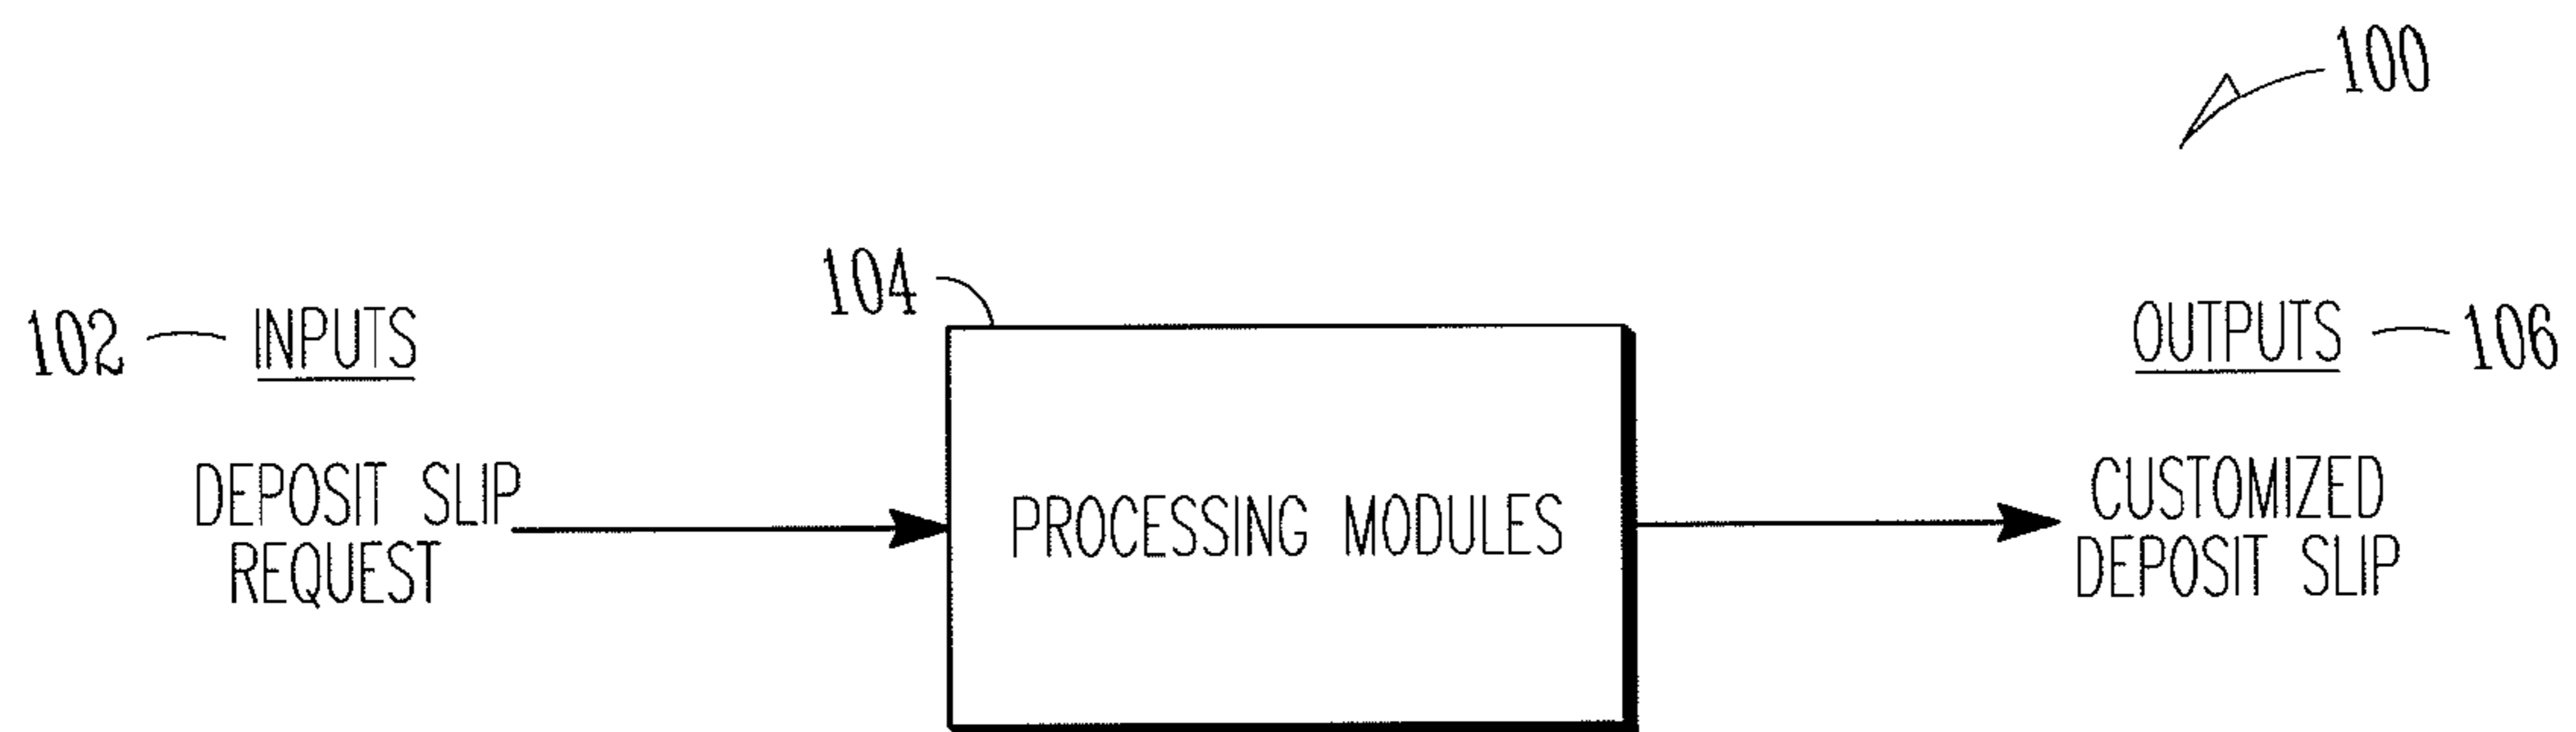 100
104
102 INPUTS
OUTPUTS 106
DEPOSIT SLIP
REQUEST
PROCESSING MODULES
CUSTOMIZED
DEPOSIT SLIP